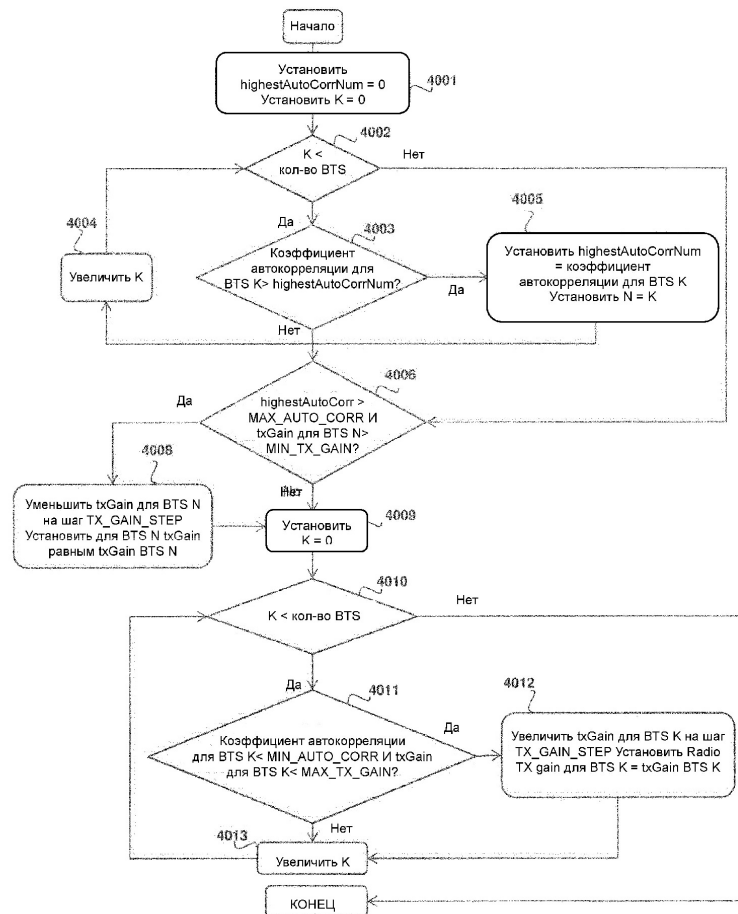 Начало
Установить
highestAutoCorrNum = 0
Установить K = 0
4001
4002
K <
кол-во BTS
Нет
Да
4003
4004
4005
Увеличить K
Коэффициент
автокорреляции для
BTS K> highestAutoCorrNum?
Да
Установить highestAutoCorrNum
= коэффициент
автокорреляции для BTS K
Установить N = K
Нет
4006
Да
highestAutoCorr >
MAX_AUTO_CORR И
txGain для BTS N>
MIN_TX_GAIN?
4008
Уменьшить txGain для BTS N
на шаг TX_GAIN_STEP
Установить для BTS N txGain
равным txGain BTS N
Нет
4009
Установить
K = 0
4010
K < кол-во BTS
Нет
Да
4011
4012
Коэффициент автокорреляции
для BTS K< MIN_AUTO_CORR И txGain
для BTS K< MAX_TX_GAIN?
Да
Увеличить txGain для BTS K на шаг
TX_GAIN_STEP Установить Radio
TX gain для BTS K = txGain BTS K
Нет
4013
Увеличить K
КОНЕЦ